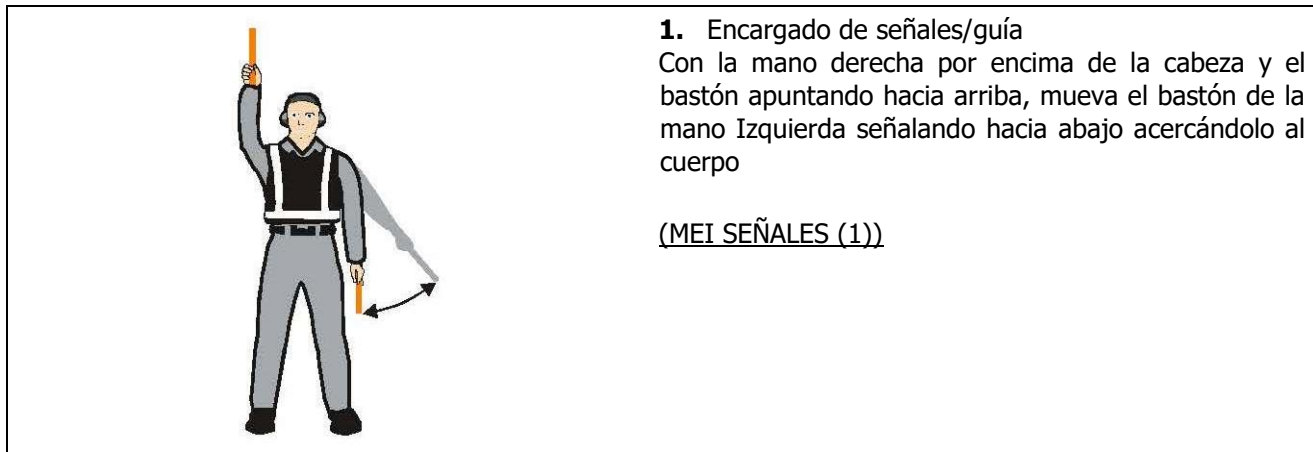 1. Encargado de señales/guía
Con la mano derecha por encima de la cabeza y el
bastón apuntando hacia arriba, mueva el bastón de la
mano Izquierda señalando hacia abajo acercándolo al
cuerpo
(MEI SEÑALES (1))